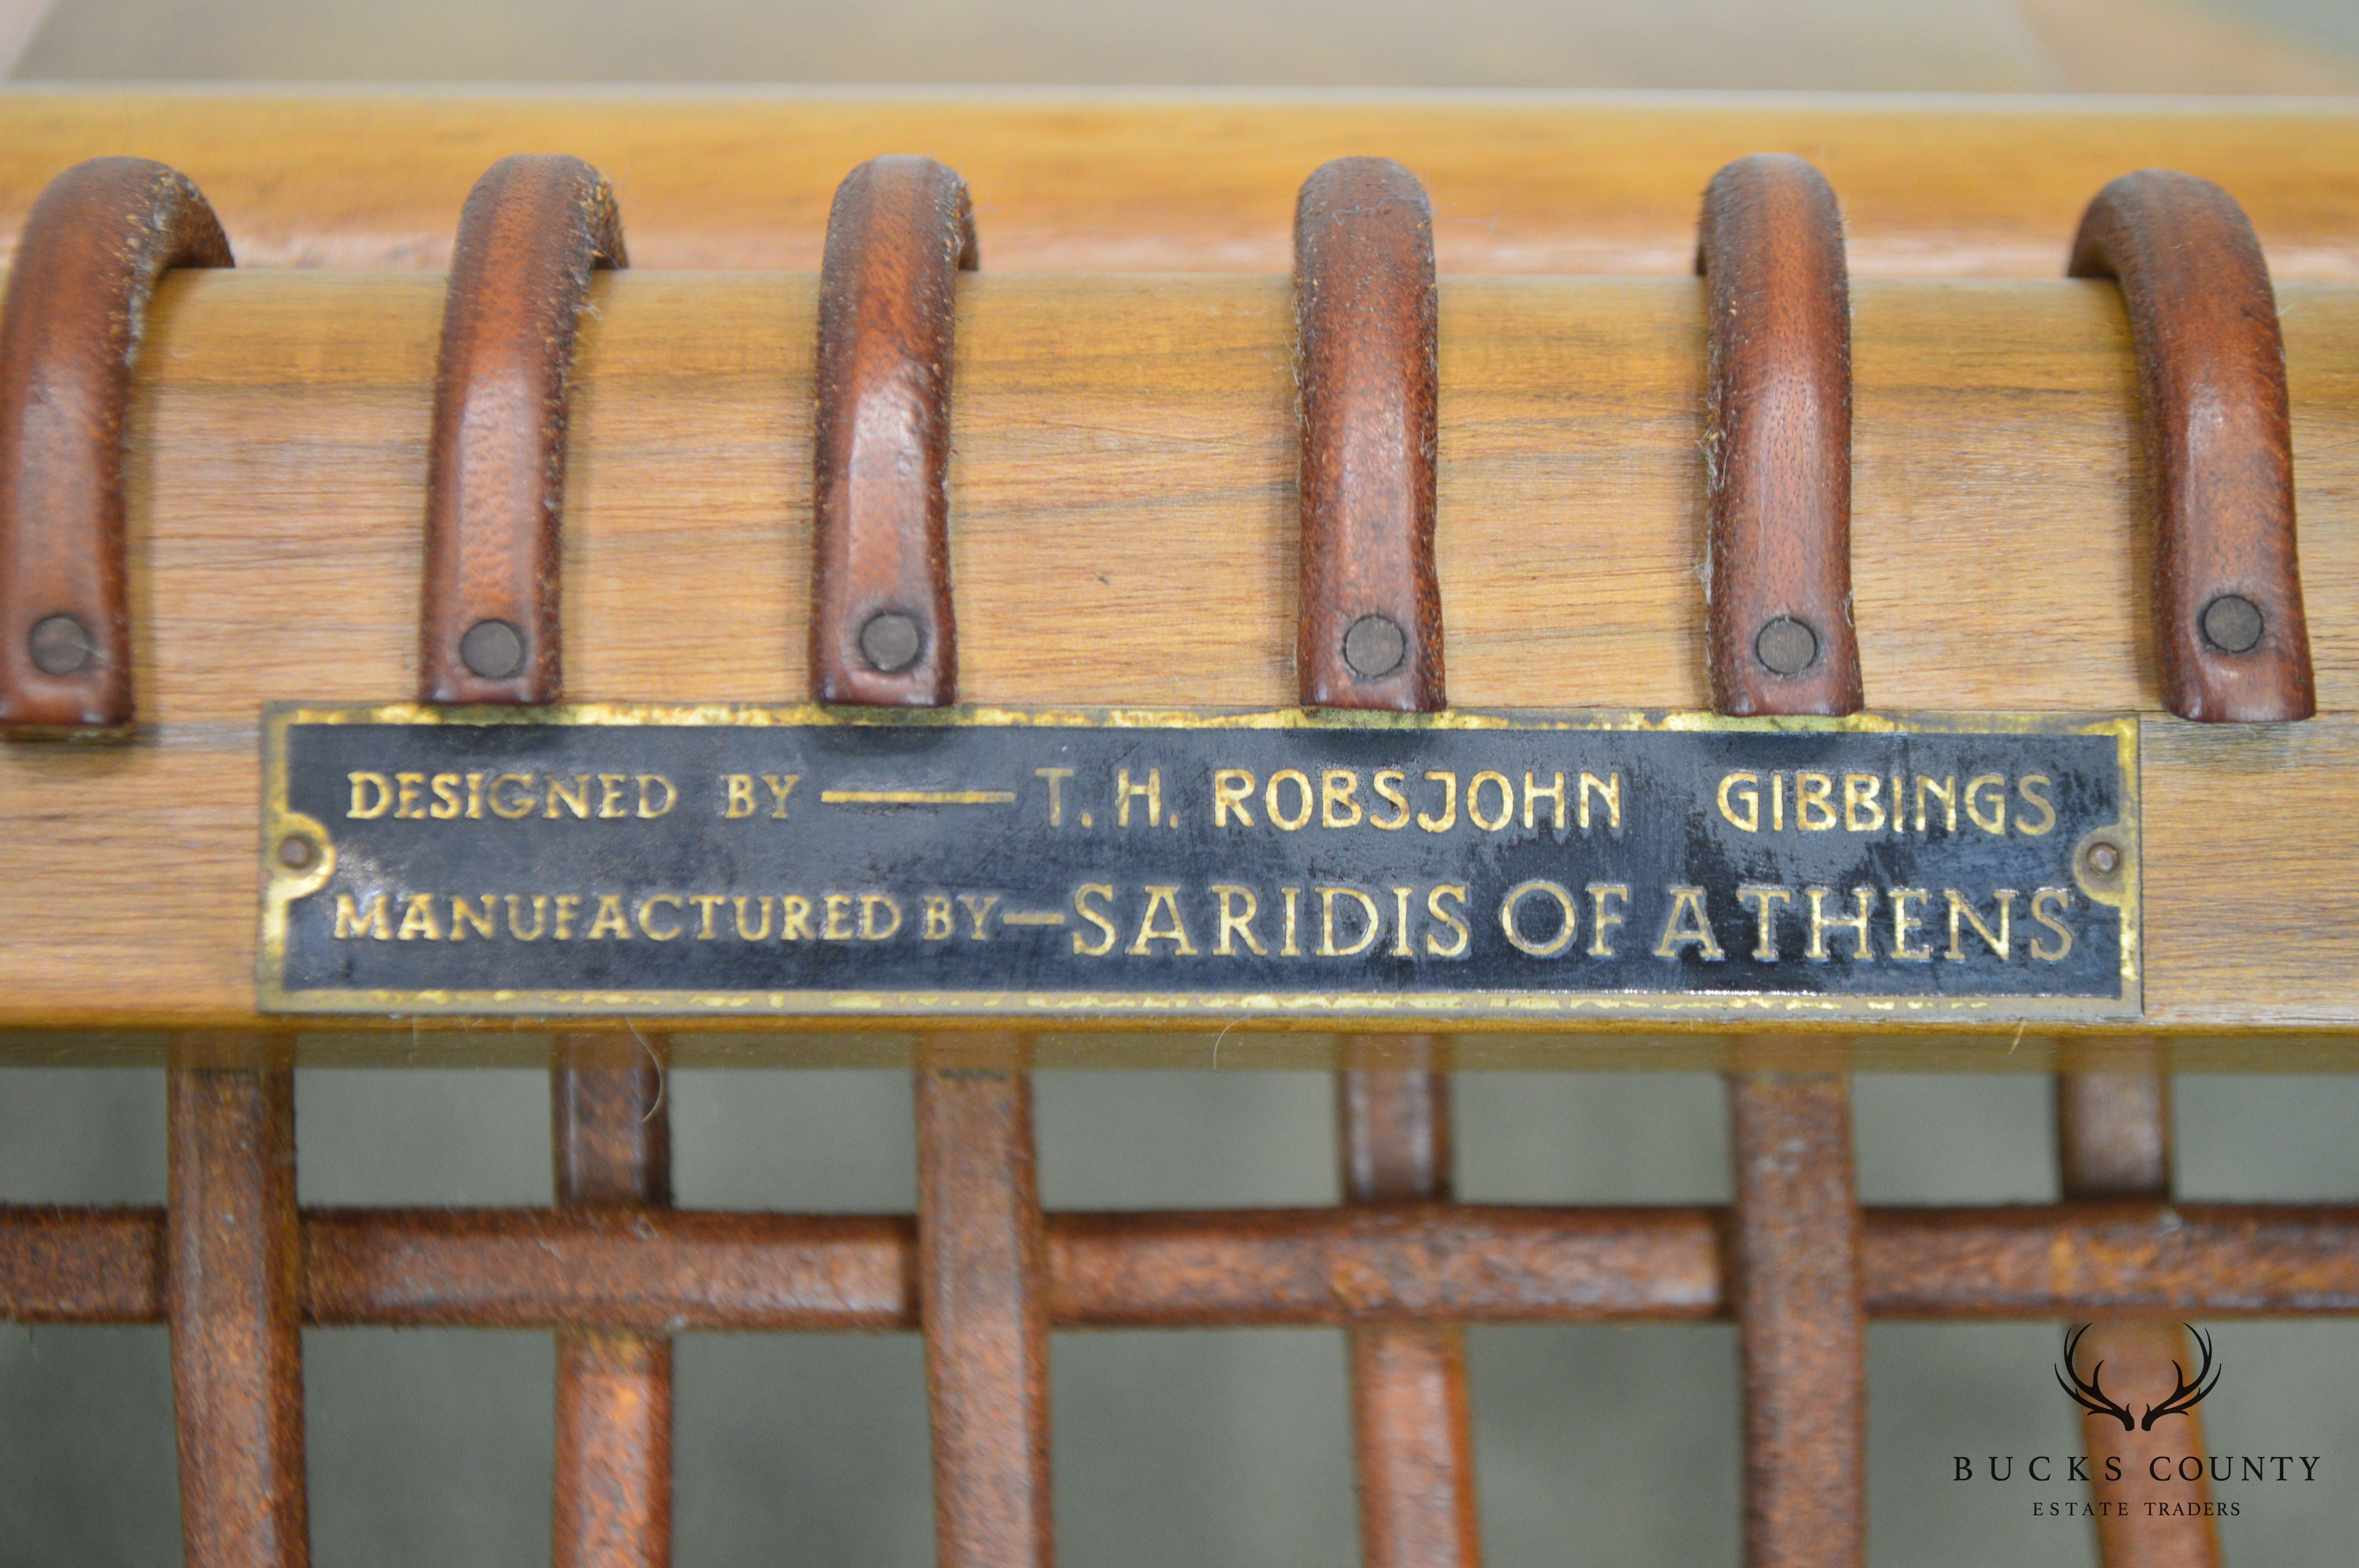 DESIGNED BY — T. H. ROBSJOHN GIBBINGS
MANUFACTURED BY — SARIDIS OF ATHENS
BUCKS COUNTY
ESTATE TRADERS